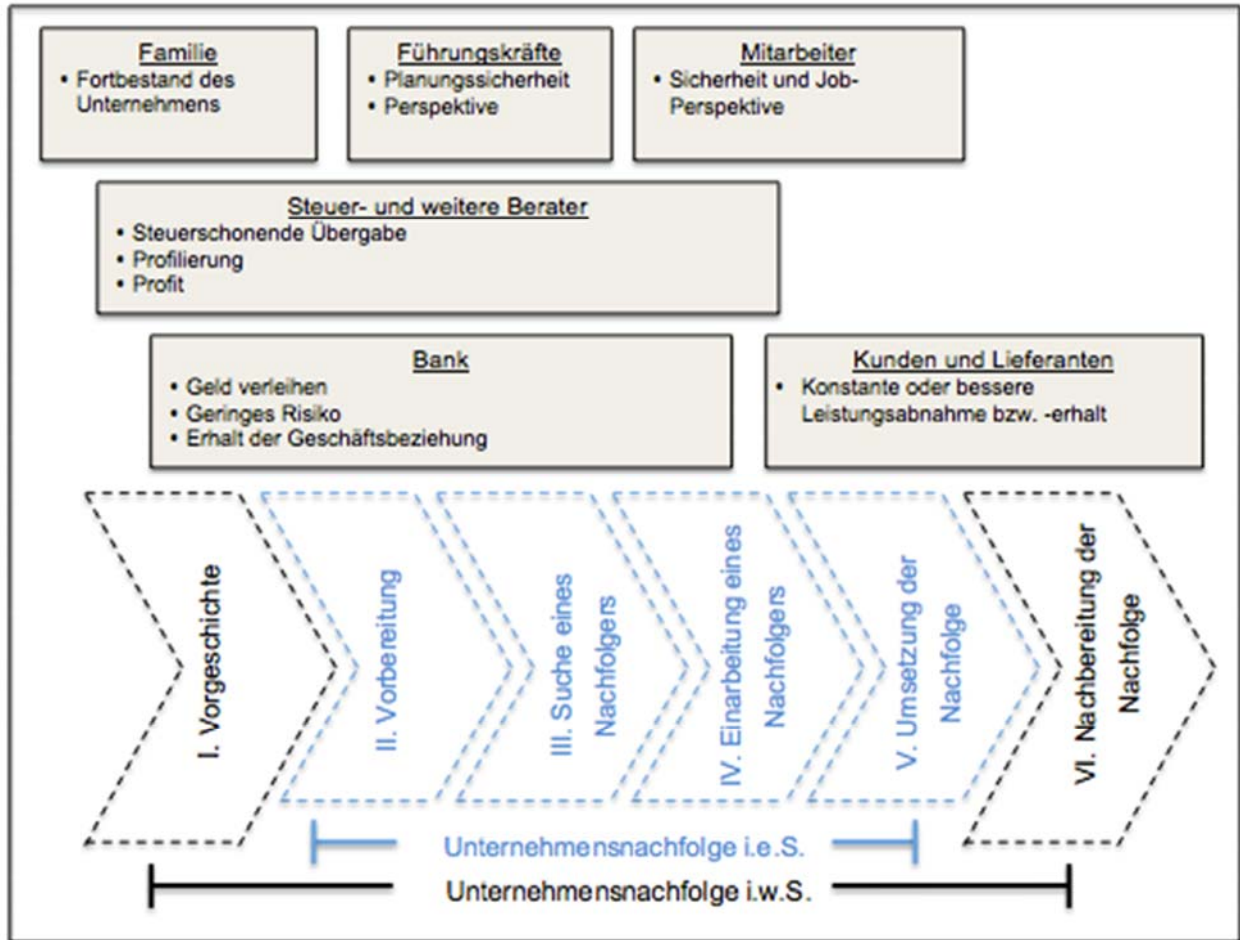 Familie
• Fortbestand des
Unternehmens
Führungskräfte
• Planungssicherheit
• Perspektive
Mitarbeiter
• Sicherheit und Job-
Perspektive
Steuer- und weitere Berater
• Steuerschonende Übergabe
• Profilierung
• Profit
Bank
• Geld verleihen
• Geringes Risiko
• Erhalt der Geschäftsbeziehung
Kunden und Lieferanten
• Konstante oder bessere
Leistungsabnahme bzw. -erhalt
I. Vorgeschichte
II. Vorbereitung
III. Suche eines
Nachfolgers
IV. Einarbeitung eines
Nachfolgers
V. Umsetzung der
Nachfolge
VI. Nachbereitung der
Nachfolge
Unternehmensnachfolge i.e.S.
Unternehmensnachfolge i.w.S.